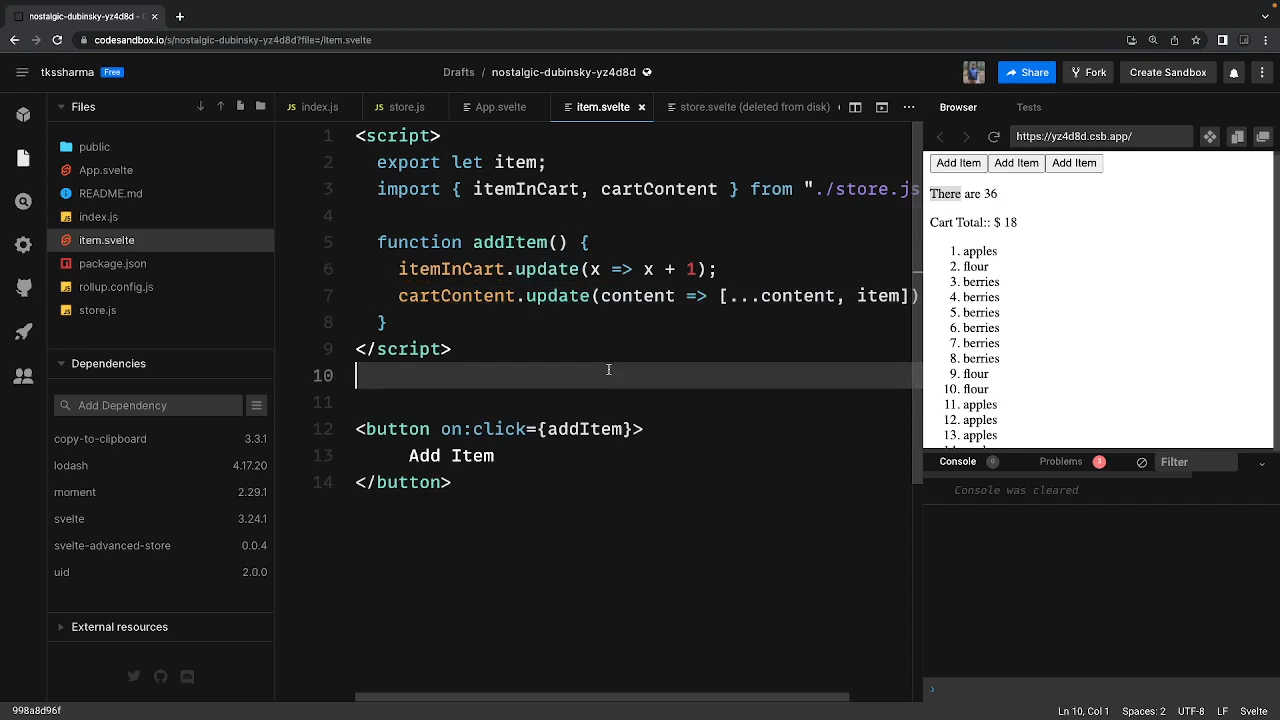 nostalgic-dubinsky-yz4d8d -
codesandbox.io/s/nostalgic-dubinsky-yz4d8d?file=/item.svelte
tkssharma Free
Drafts / nostalgic-dubinsky-yz4d8d
Share
Fork
Create Sandbox
Files
public
App.svelte
README.md
index.js
item.svelte
package.json
rollup.config.js
store.js
Dependencies
Add Dependency
copy-to-clipboard 3.3.1
lodash 4.17.20
moment 2.29.1
svelte 3.24.1
svelte-advanced-store 0.0.4
uid 2.0.0
External resources
998a8d96f
JS index.js
JS store.js
App.svelte
item.svelte
store.svelte (deleted from disk)
1 <script>
2 export let item;
3 import { itemInCart, cartContent } from "./store.js
4
5 function addItem() {
6 itemInCart.update(x => x + 1);
7 cartContent.update(content => [...content, item])
8 }
9 </script>
10
11
12 <button on:click={addItem}>
13 Add Item
14 </button>
Browser Tests
https://yz4d8d.csb.app/
Add Item Add Item Add Item
There are 36
Cart Total:: $ 18
1. apples
2. flour
3. berries
4. berries
5. berries
6. berries
7. berries
8. berries
9. flour
10. flour
11. apples
12. apples
13. apples
Console 0 Problems 3 Filter
Console was cleared
Ln 10, Col 1 Spaces: 2 UTF-8 LF Svelte